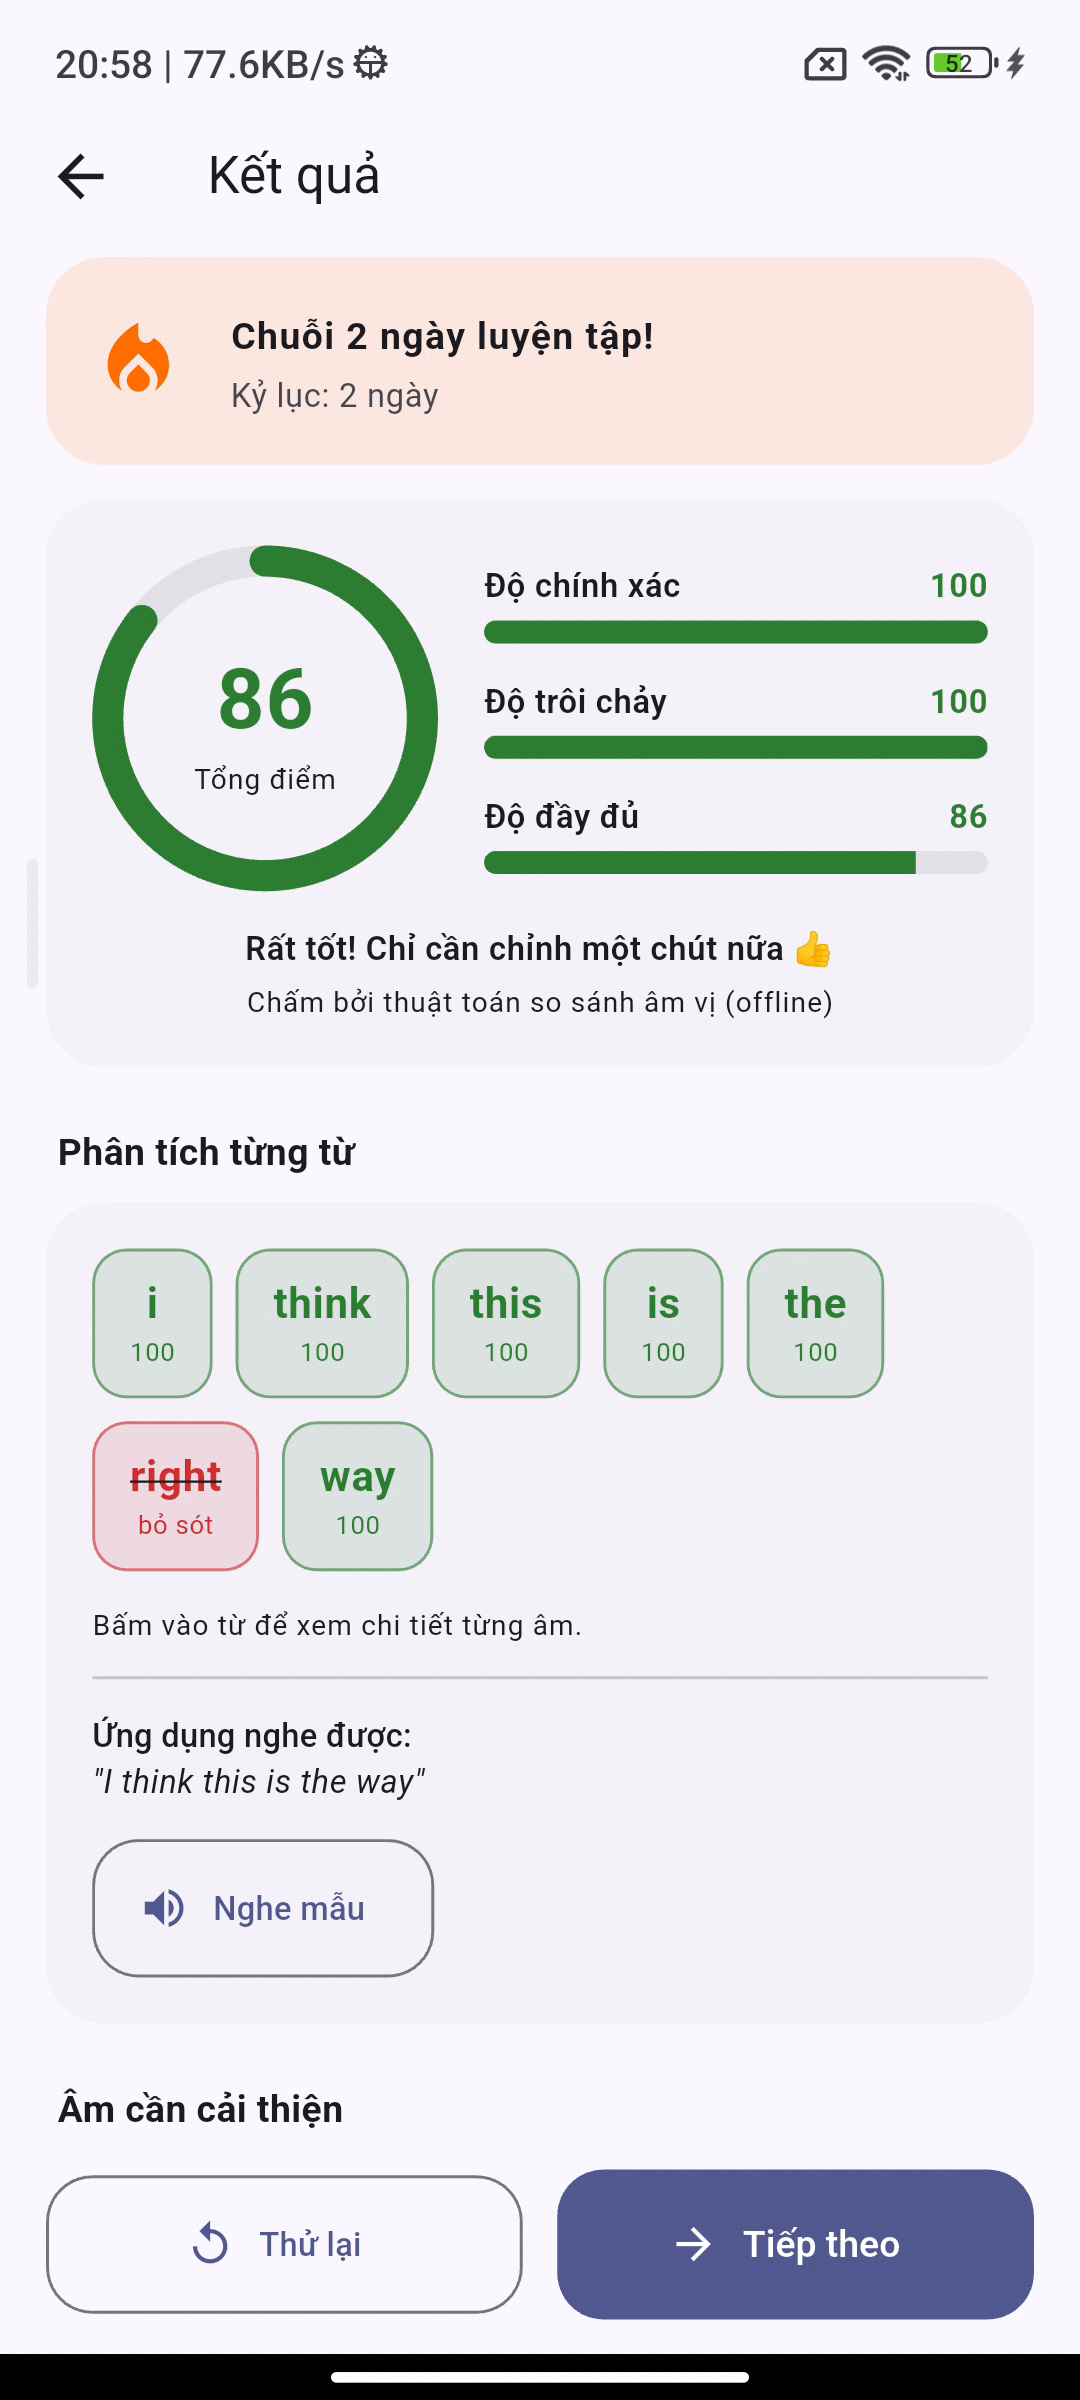 20:58 | 77.6KB/s
52
Kết quả
Chuỗi 2 ngày luyện tập!
Kỷ lục: 2 ngày
86
Tổng điểm
Độ chính xác 100
Độ trôi chảy 100
Độ đầy đủ 86
Rất tốt! Chỉ cần chỉnh một chút nữa 👍
Chấm bởi thuật toán so sánh âm vị (offline)
Phân tích từng từ
i think this is the
100 100 100 100 100
right way
bỏ sót 100
Bấm vào từ để xem chi tiết từng âm.
Ứng dụng nghe được:
"I think this is the way"
Nghe mẫu
Âm cần cải thiện
Thử lại
Tiếp theo